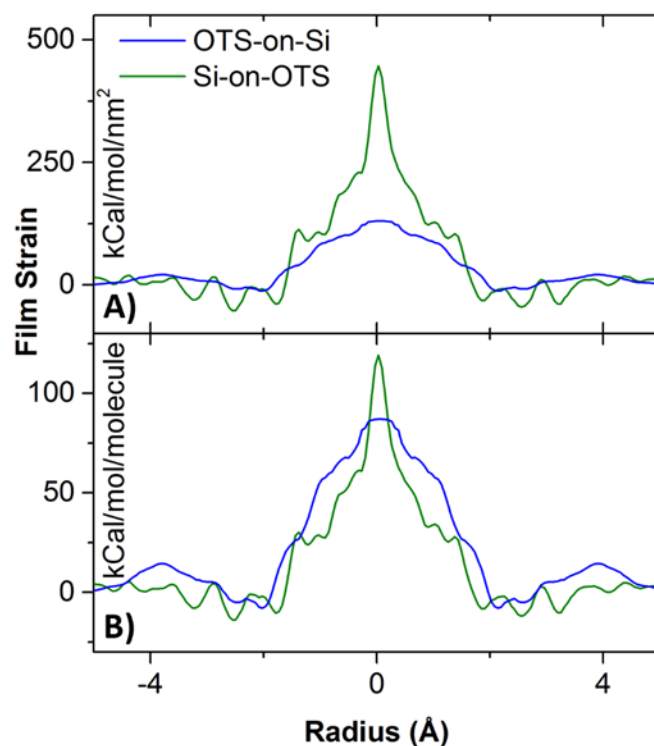 OTS-on-Si
Si-on-OTS
500
250
0
kCal/mol/nm²
A)
Film Strain
100
50
0
kCal/mol/molecule
B)
-4 0 4
Radius (Å)